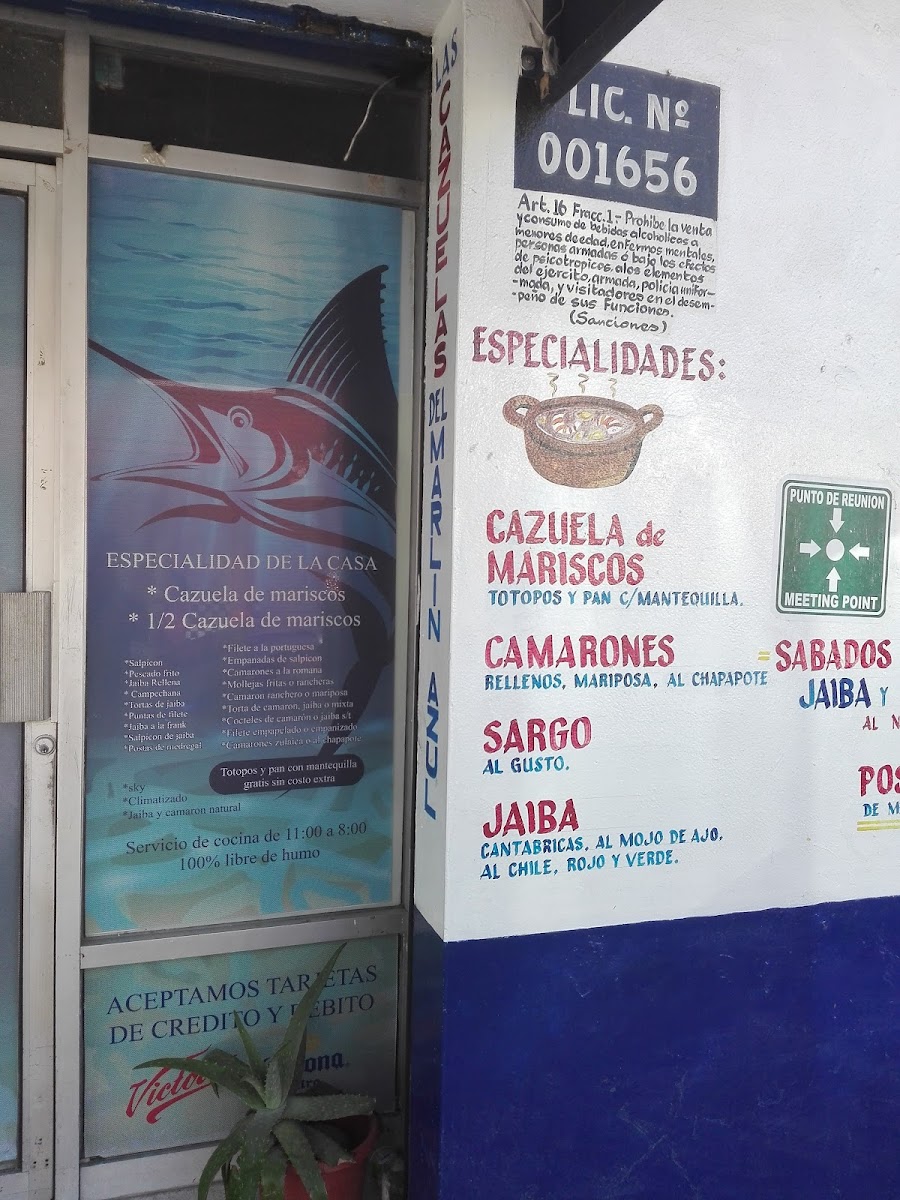 LAS CAZUELAS DEL MARLIN AZUL
ESPECIALIDAD DE LA CASA
* Cazuela de mariscos
* 1/2 Cazuela de mariscos
*Salpicon
*Pescado frito
*Jaiba Rellena
* Campechana
*Tortas de jaiba
*Puntas de filete
*Jaiba a la frank
*Salpicon de jaiba
*Postas de modregal
*Filete a la portuguesa
*Empanadas de salpicon
*Camarones a la romana
*Mollejas fritas o rancheras
*Camaron ranchero o mariposa
*Torta de camaron, jaiba o mixta
*Cocteles de camarón o jaiba s/t
*Filete empapelado o empanizado
*Camarones zulaica o al chapapote
Totopos y pan con mantequilla
gratis sin costo extra
*sky
*Climatizado
*Jaiba y camaron natural
Servicio de cocina de 11:00 a 8:00
100% libre de humo
ACEPTAMOS TARJETAS
DE CREDITO Y DEBITO
LIC. Nº
001656
Art. 16 Fracc. 1 - Prohibe la venta
y consumo de bebidas alcoholicas a
menores de edad, enfermos mentales,
personas armadas ó bajo los efectos
de psicotropicos, a los elementos
del ejercito, armada, policia unifor-
-mada, y visitadores en el desem-
-peño de sus Funciones.
(Sanciones)
ESPECIALIDADES:
CAZUELA de
MARISCOS
TOTOPOS Y PAN C/MANTEQUILLA.
CAMARONES
RELLENOS, MARIPOSA, AL CHAPAPOTE
SARGO
AL GUSTO.
JAIBA
CANTABRICAS, AL MOJO DE AJO,
AL CHILE, ROJO Y VERDE.
PUNTO DE REUNION
MEETING POINT
=SABADOS
JAIBA Y
AL
DE